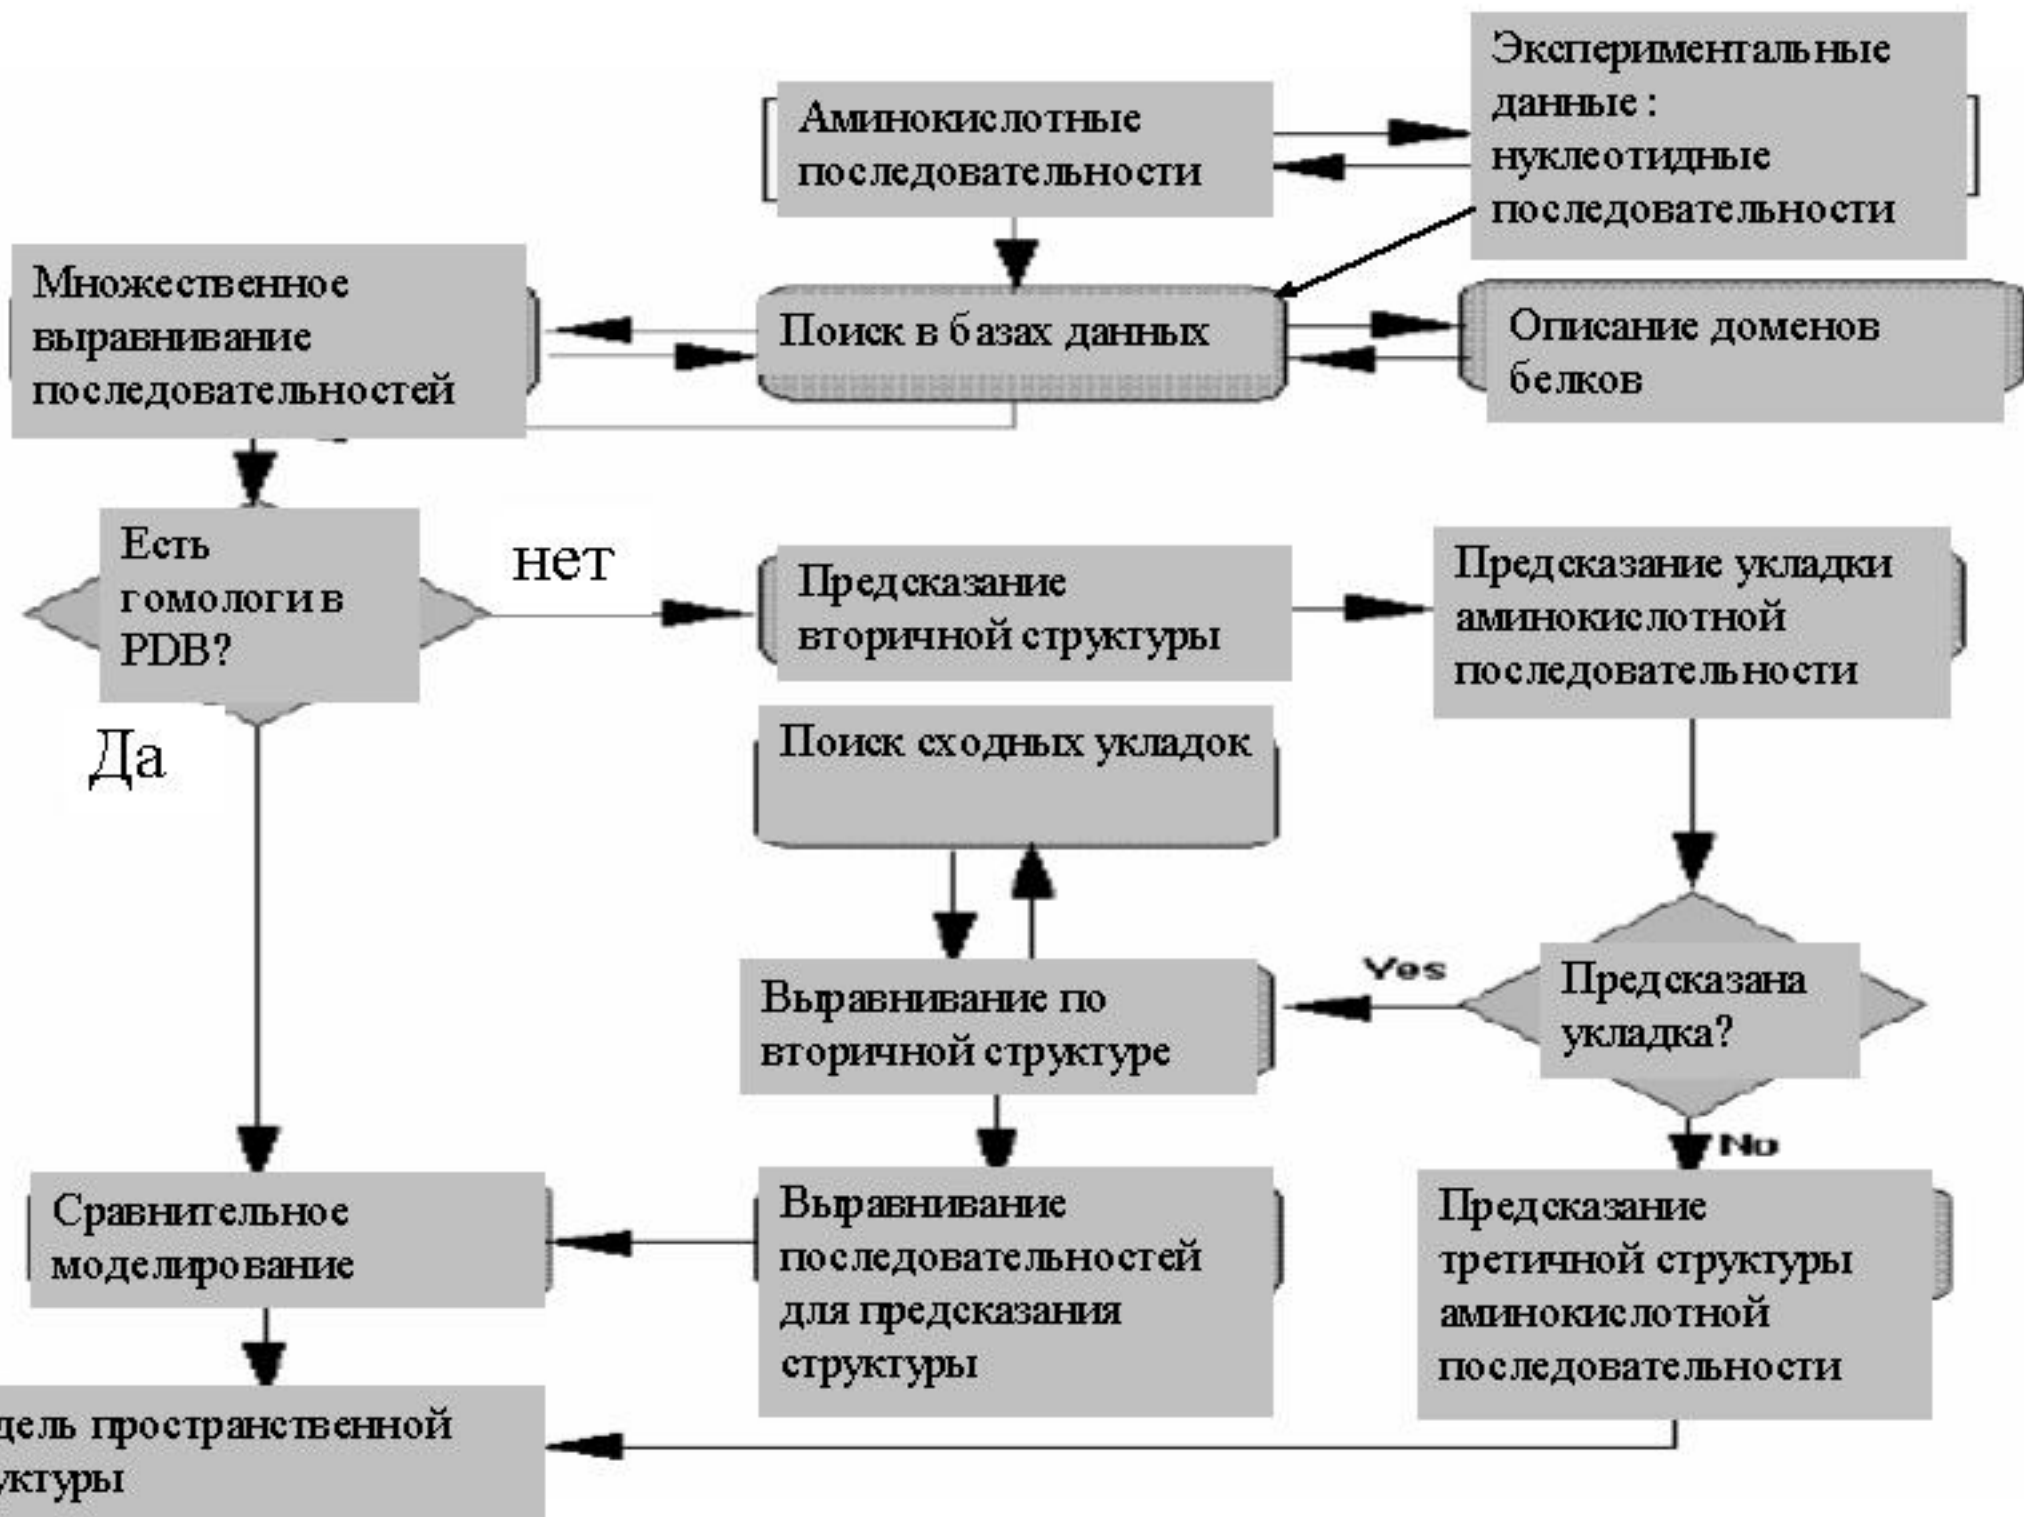 Экспериментальные
данные :
нуклеотидные
последовательности
Аминокислотные
последовательности
Множественное
выравнивание
последовательностей
Поиск в базах данных
Описание доменов
белков
Есть
гомологи в
PDB?
нет
Да
Предсказание
вторичной структуры
Предсказание укладки
аминокислотной
последовательности
Поиск сходных укладок
Выравнивание по
вторичной структуре
Yes
Предсказана
укладка?
No
Сравнительное
моделирование
Выравнивание
последовательностей
для предсказания
структуры
Предсказание
третичной структуры
аминокислотной
последовательности
дель пространственной
уктуры